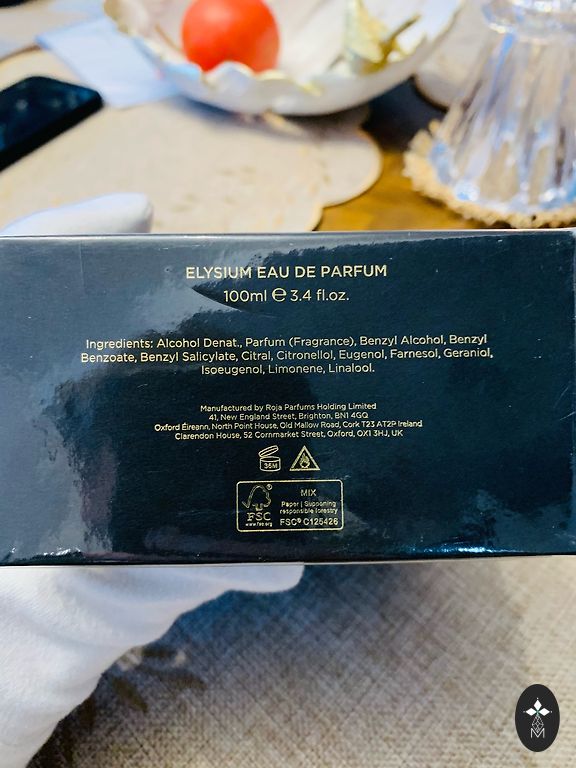 ELYSIUM EAU DE PARFUM
100ml ℮ 3.4 fl.oz.
Ingredients: Alcohol Denat., Parfum (Fragrance), Benzyl Alcohol, Benzyl
Benzoate, Benzyl Salicylate, Citral, Citronellol, Eugenol, Farnesol, Geraniol,
Isoeugenol, Limonene, Linalool.
Manufactured by Roja Parfums Holding Limited
41, New England Street, Brighton, BN1 4GQ
Oxford Éireann, North Point House, Old Mallow Road, Cork T23 AT2P Ireland
Clarendon House, 52 Cornmarket Street, Oxford, OX1 3HJ, UK
36M
FSC
www.fsc.org
MIX
Paper | Supporting
responsible forestry
FSC® C125426
M